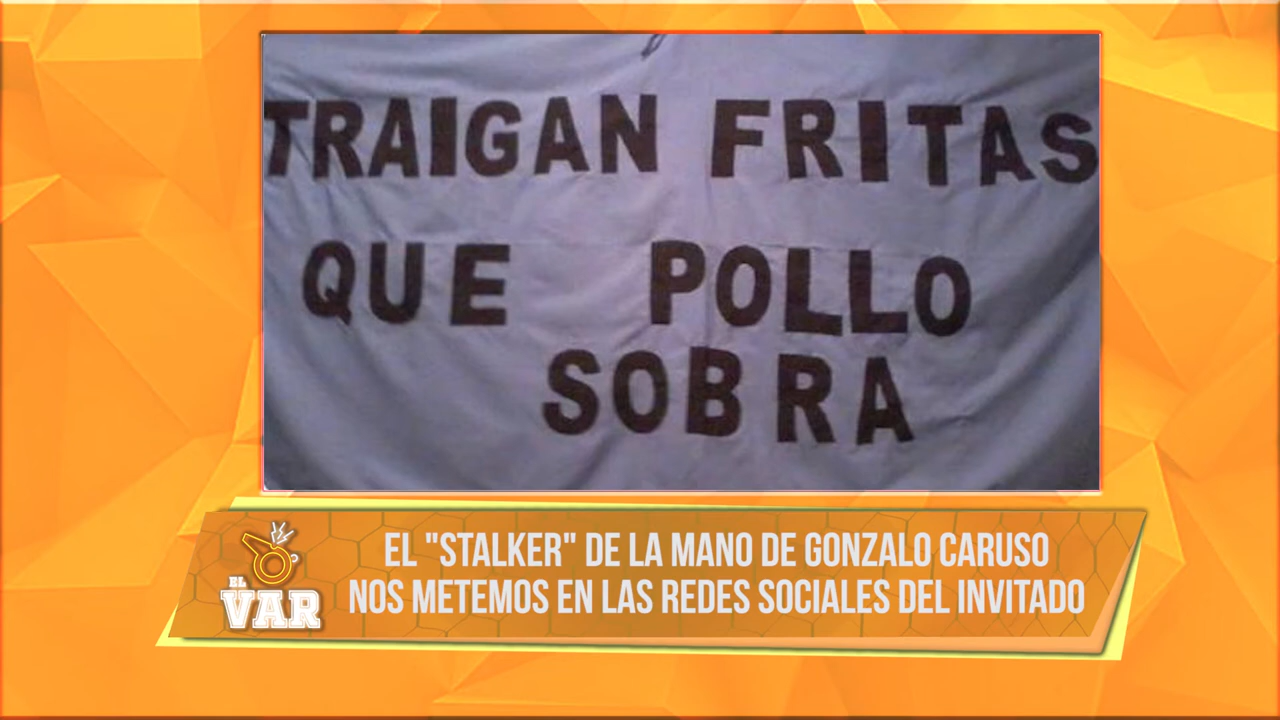 TRAIGAN FRITAS
QUE POLLO
SOBRA
EL "STALKER" DE LA MANO DE GONZALO CARUSO
NOS METEMOS EN LAS REDES SOCIALES DEL INVITADO
EL
VAR